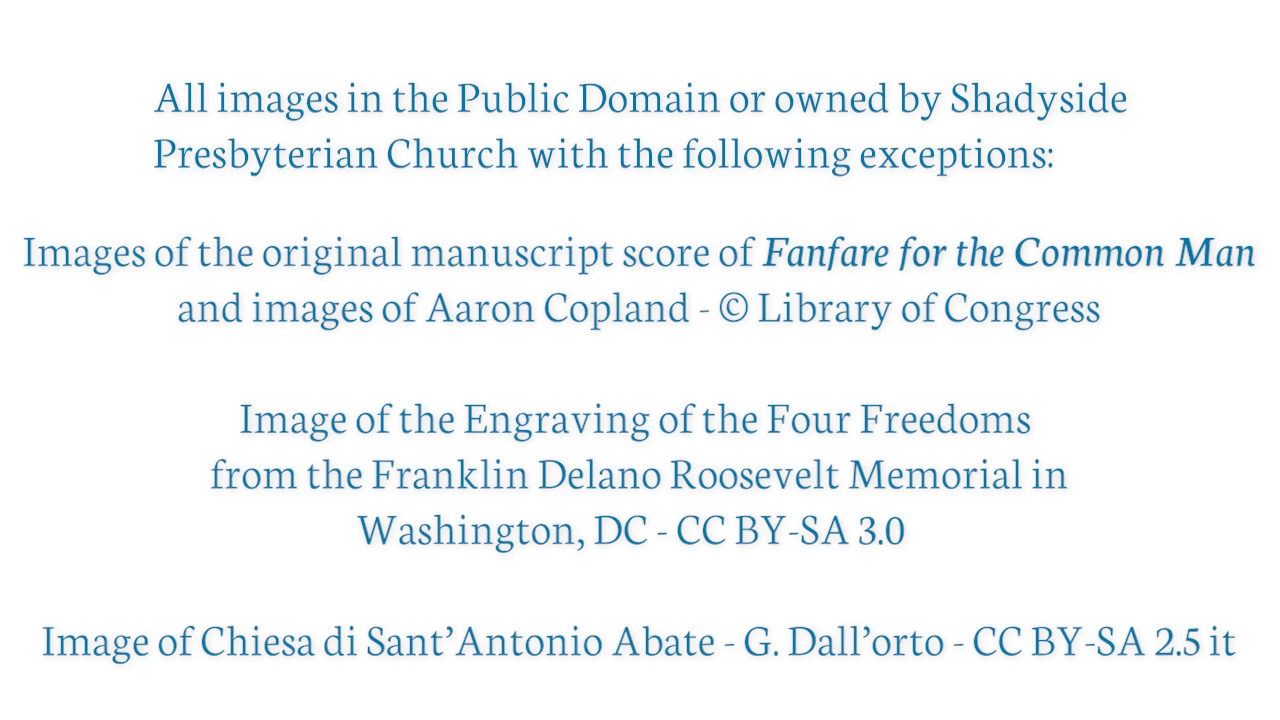 All images in the Public Domain or owned by Shadyside
Presbyterian Church with the following exceptions:
Images of the original manuscript score of Fanfare for the Common Man
and images of Aaron Copland - © Library of Congress
Image of the Engraving of the Four Freedoms
from the Franklin Delano Roosevelt Memorial in
Washington, DC - CC BY-SA 3.0
Image of Chiesa di Sant’Antonio Abate - G. Dall’orto - CC BY-SA 2.5 it